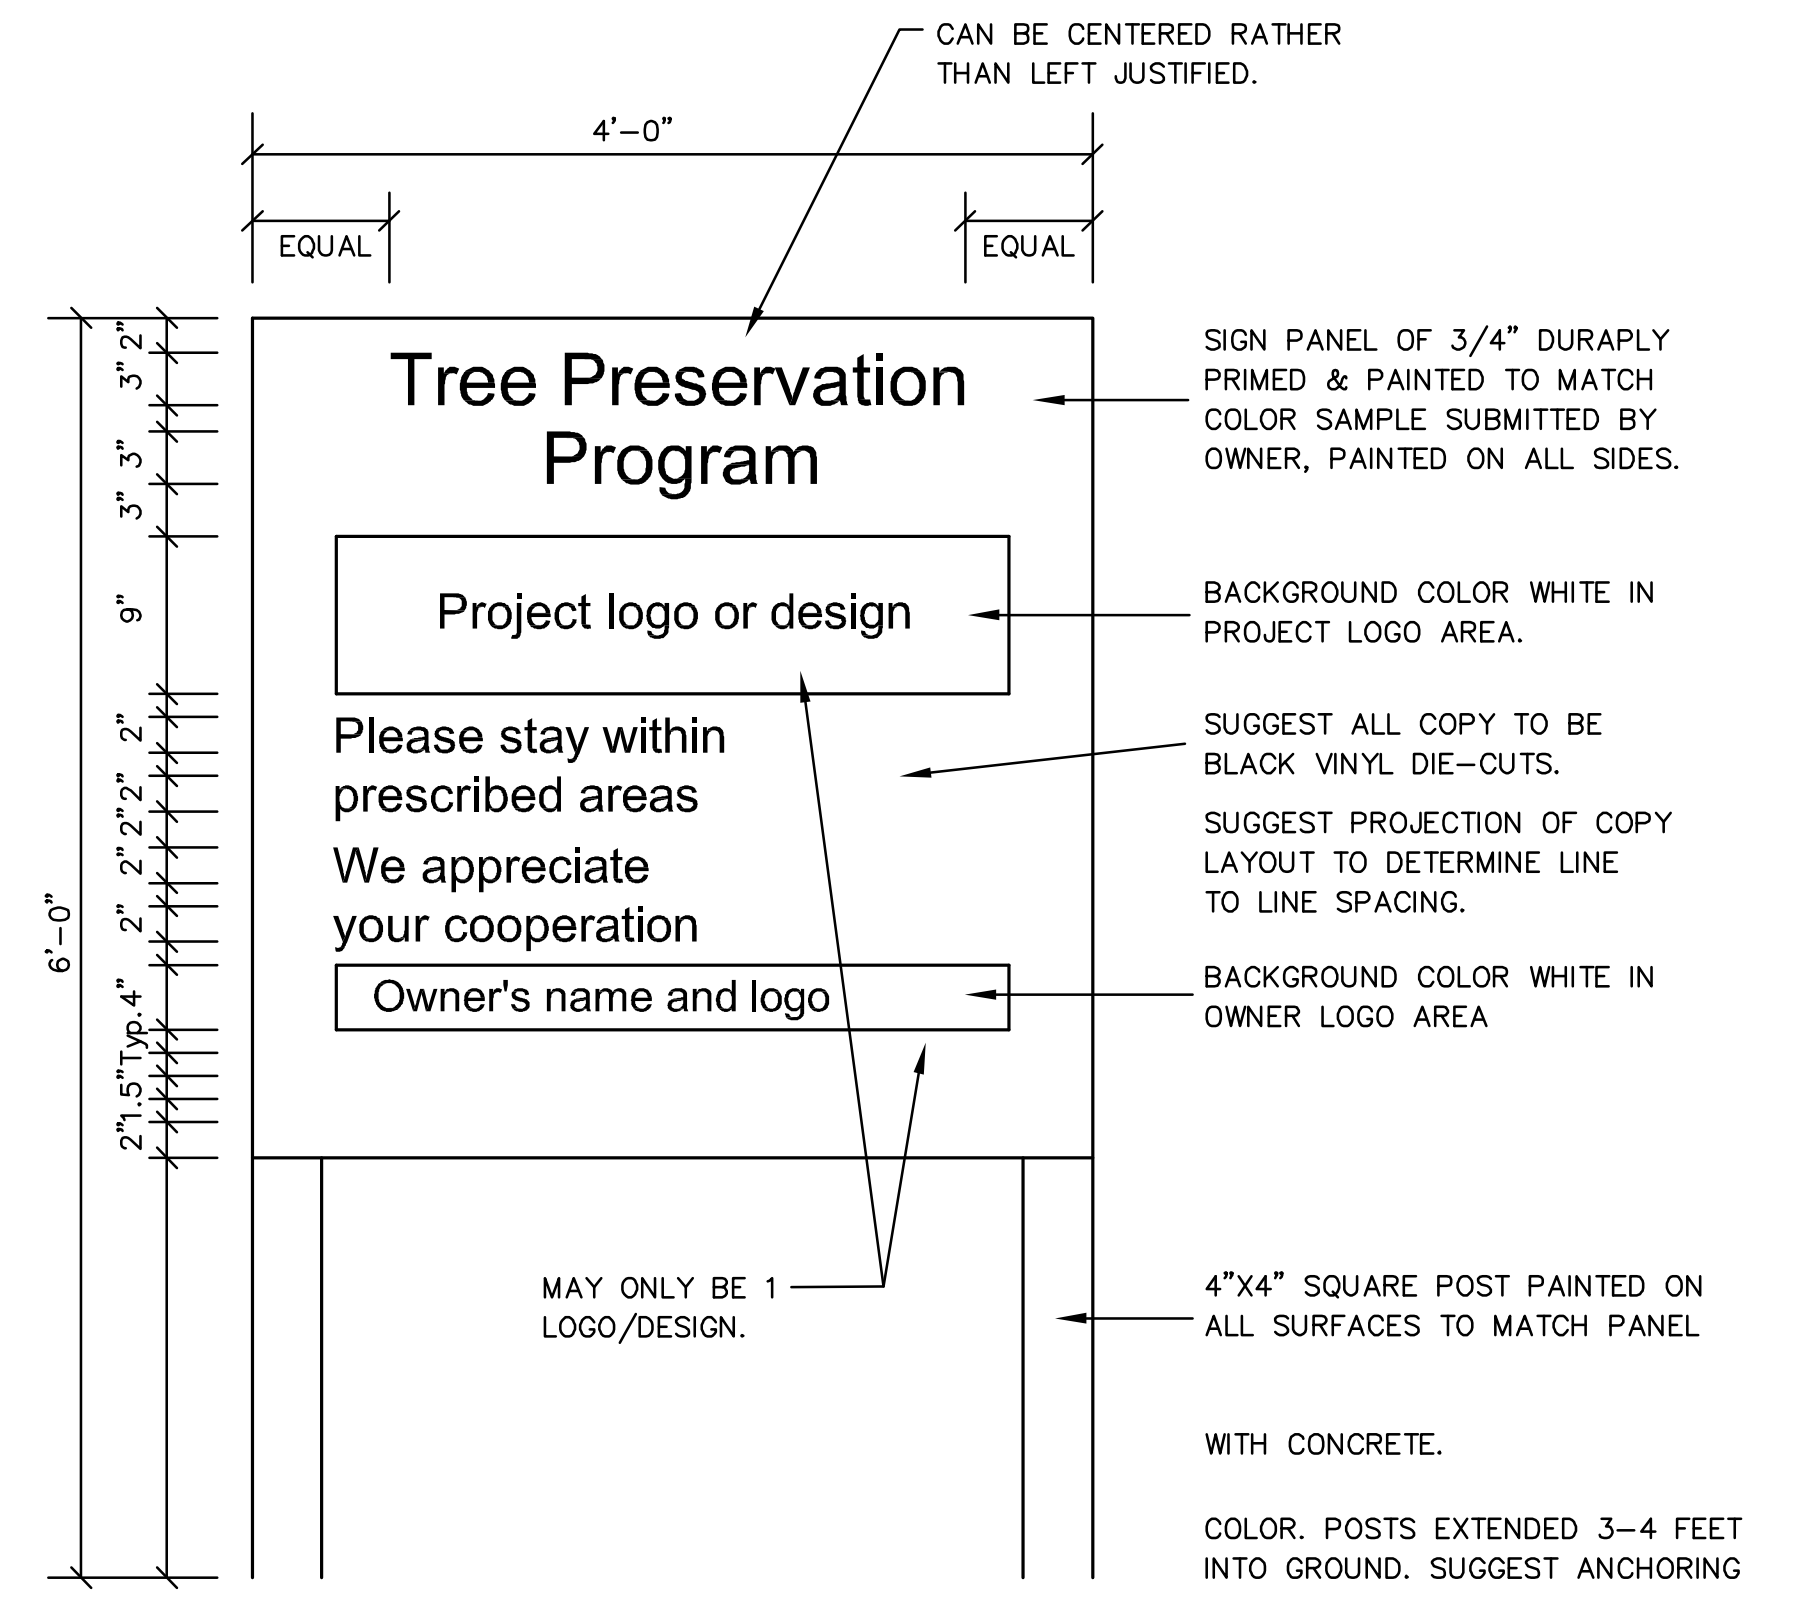 CAN BE CENTERED RATHER
THAN LEFT JUSTIFIED.
4'-0"
EQUAL
EQUAL
2"
3"
3"
3"
9"
2"
2"
2"
2"
2"
4"
Typ.
1.5"
2"
6'-0"
Tree Preservation
Program
Project logo or design
Please stay within
prescribed areas
We appreciate
your cooperation
Owner's name and logo
SIGN PANEL OF 3/4" DURAPLY
PRIMED & PAINTED TO MATCH
COLOR SAMPLE SUBMITTED BY
OWNER, PAINTED ON ALL SIDES.
BACKGROUND COLOR WHITE IN
PROJECT LOGO AREA.
SUGGEST ALL COPY TO BE
BLACK VINYL DIE-CUTS.
SUGGEST PROJECTION OF COPY
LAYOUT TO DETERMINE LINE
TO LINE SPACING.
BACKGROUND COLOR WHITE IN
OWNER LOGO AREA
MAY ONLY BE 1
LOGO/DESIGN.
4"X4" SQUARE POST PAINTED ON
ALL SURFACES TO MATCH PANEL
WITH CONCRETE.
COLOR. POSTS EXTENDED 3-4 FEET
INTO GROUND. SUGGEST ANCHORING